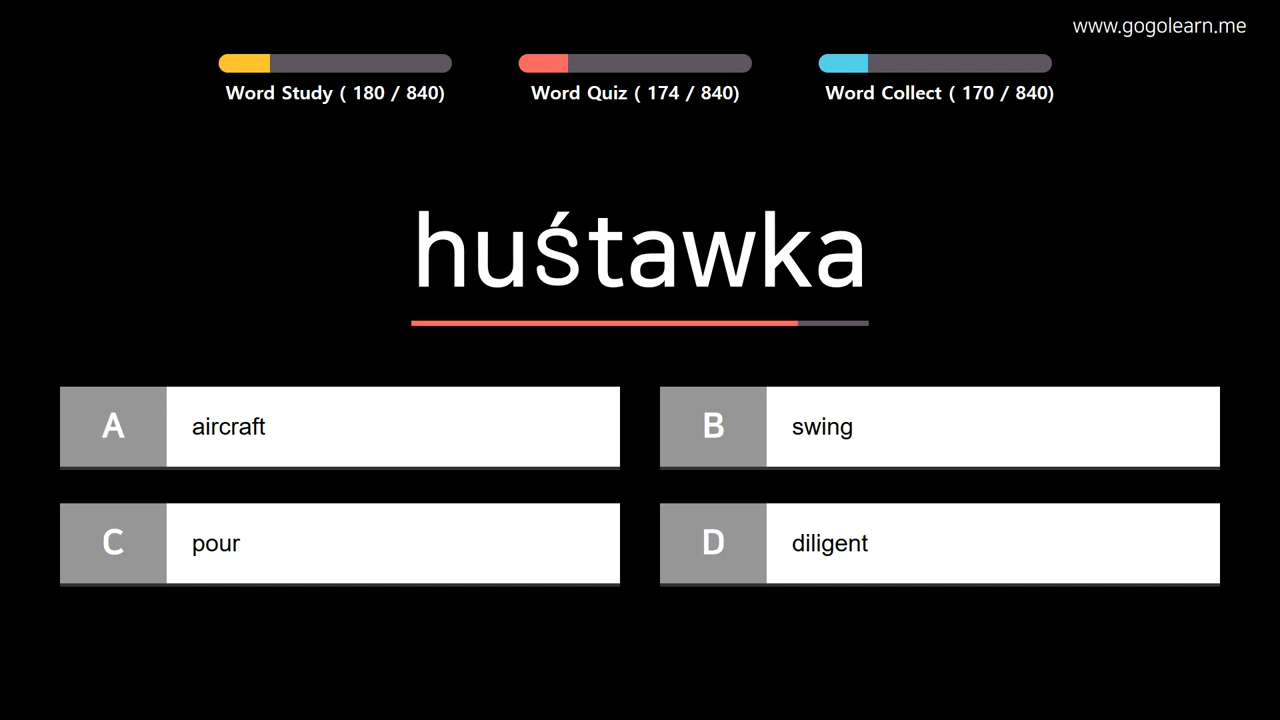 www.gogolearn.me
Word Study ( 180 / 840)
Word Quiz ( 174 / 840)
Word Collect ( 170 / 840)
huśtawka
A aircraft
B swing
C pour
D diligent